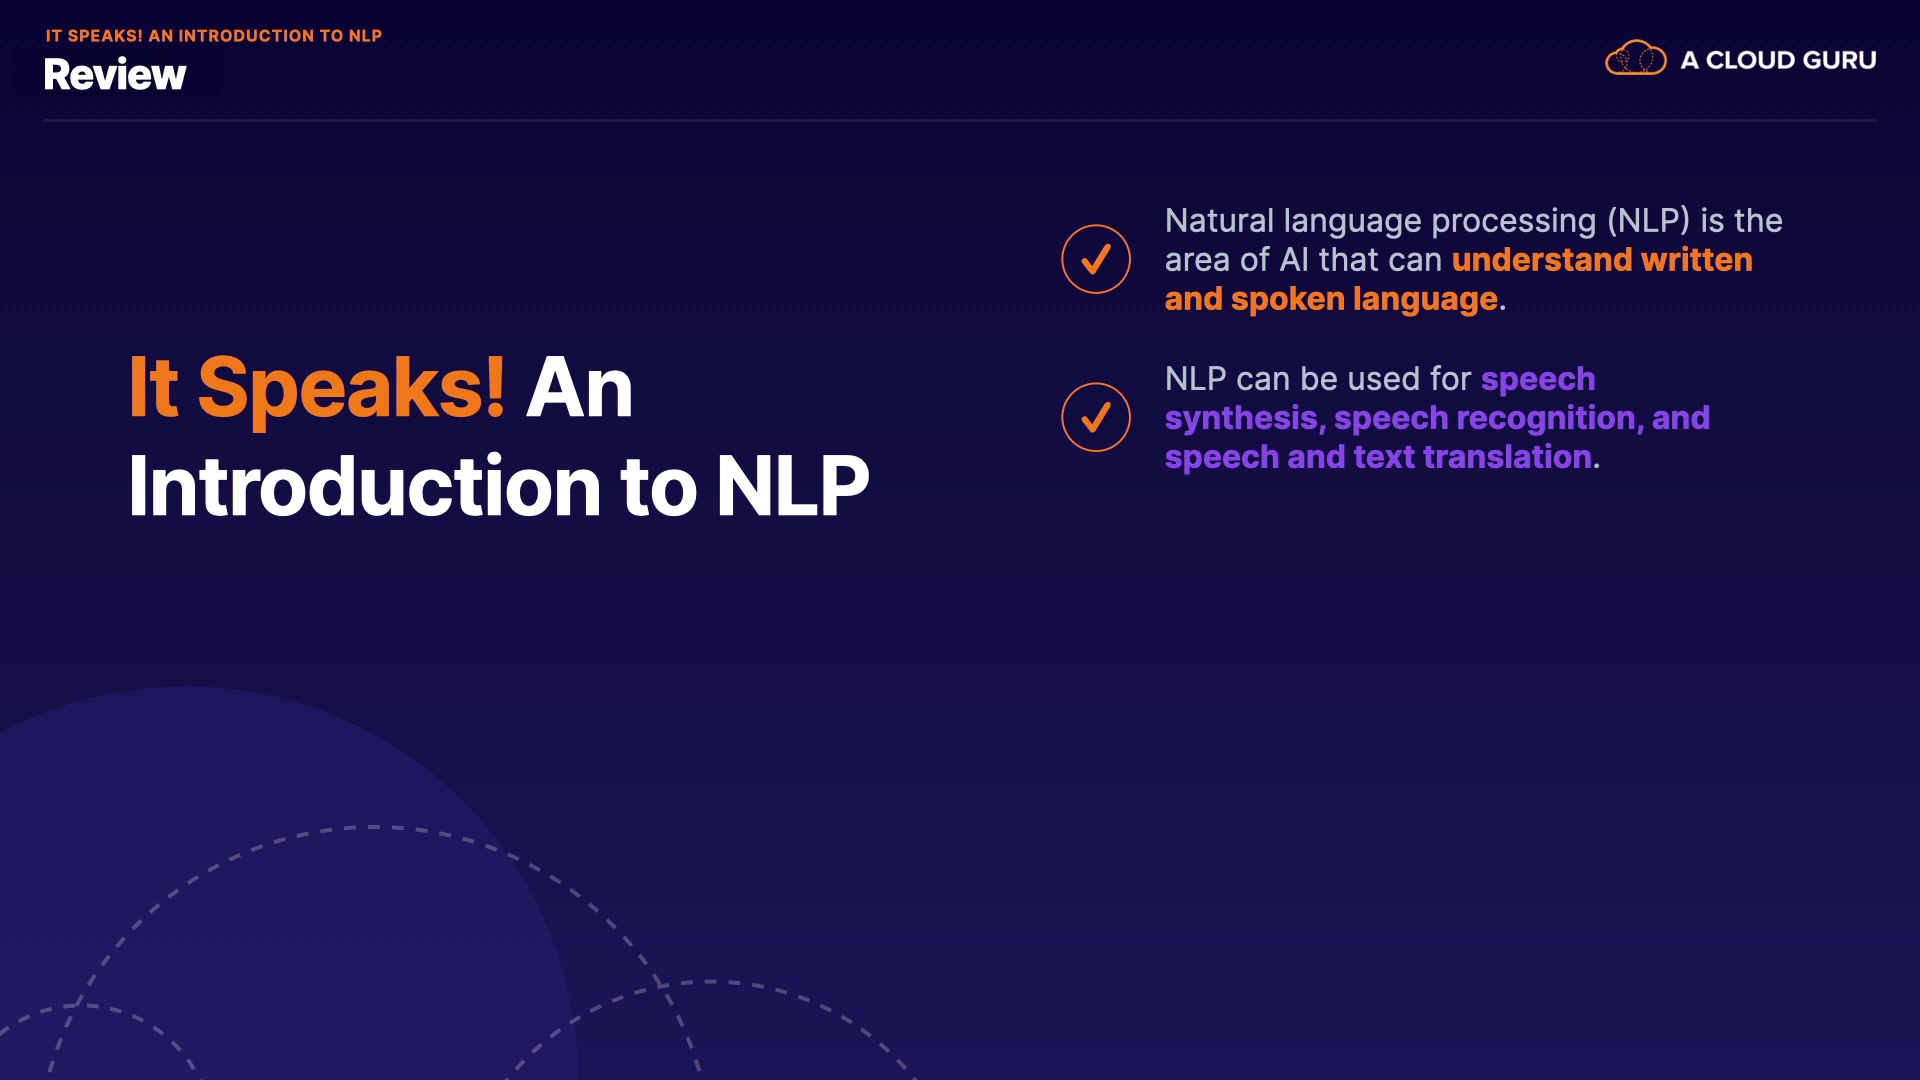 IT SPEAKS! AN INTRODUCTION TO NLP
Review
A CLOUD GURU
It Speaks! An
Introduction to NLP
Natural language processing (NLP) is the
area of AI that can understand written
and spoken language.
NLP can be used for speech
synthesis, speech recognition, and
speech and text translation.